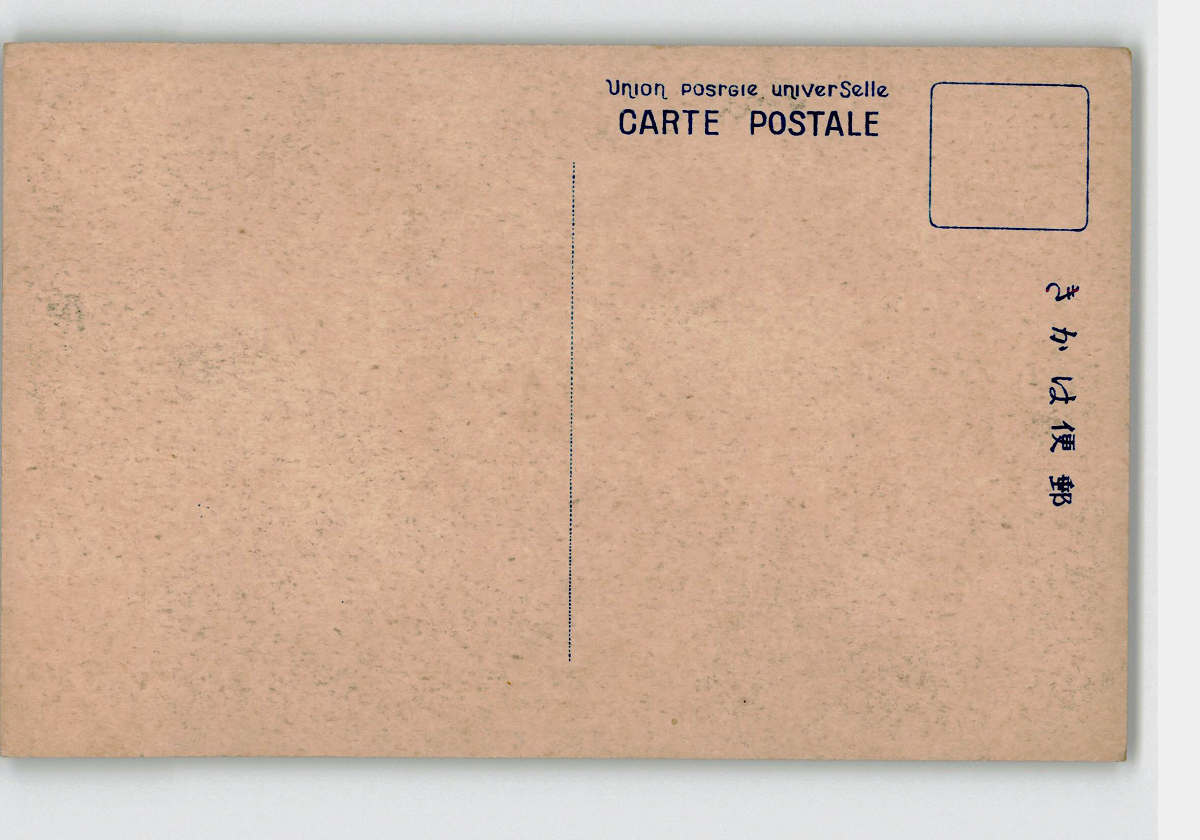 Union posrGie univerSelle
CARTE POSTALE
きかは便郵